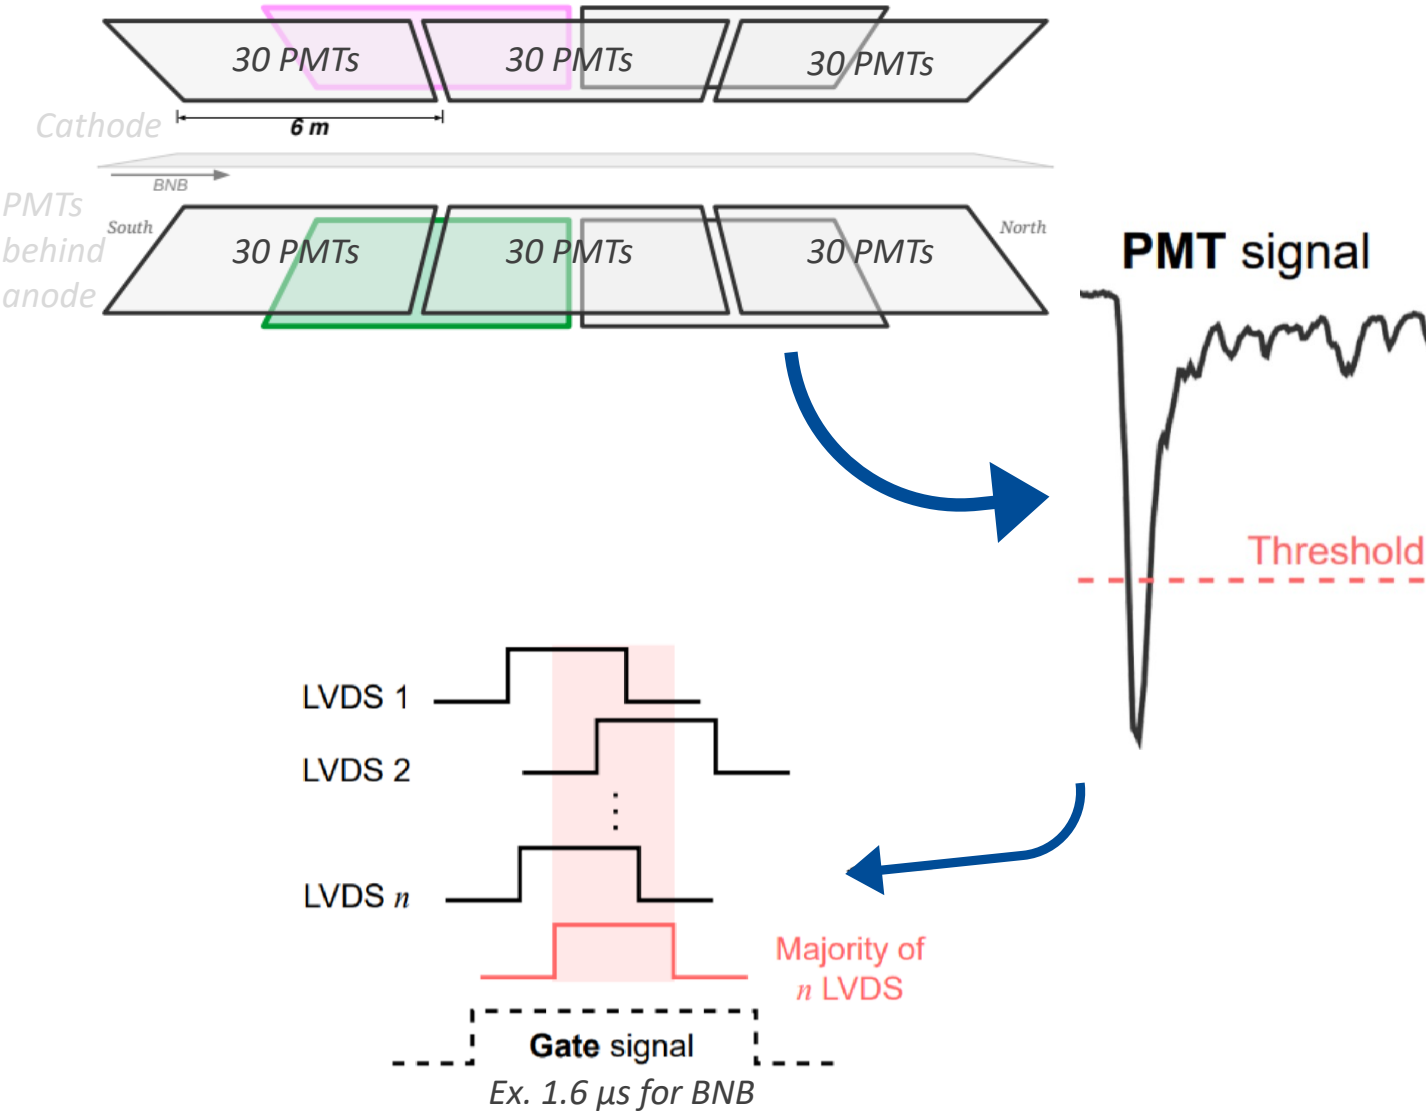 30 PMTs
30 PMTs
30 PMTs
Cathode
6 m
BNB
PMTs
behind
anode
South
North
30 PMTs
30 PMTs
30 PMTs
PMT signal
Threshold
LVDS 1
LVDS 2
LVDS n
Majority of
n LVDS
Gate signal
Ex. 1.6 μs for BNB